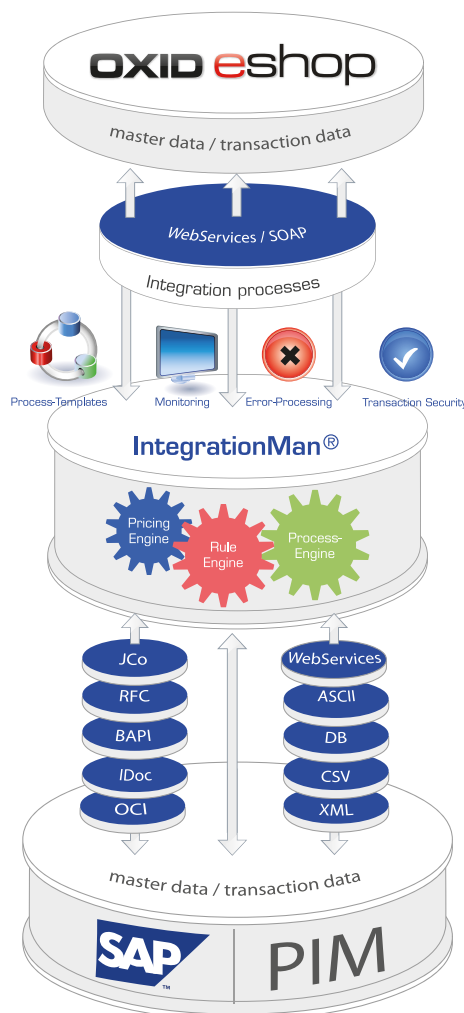 OXID eshop
master data / transaction data
WebServices / SOAP
Integration processes
Process-Templates
Monitoring
Error-Processing
Transaction Security
IntegrationMan®
Pricing
Engine
Rule
Engine
Process-
Engine
JCo
RFC
BAPI
IDoc
OCI
WebServices
ASCII
DB
CSV
XML
master data / transaction data
SAP™
PIM